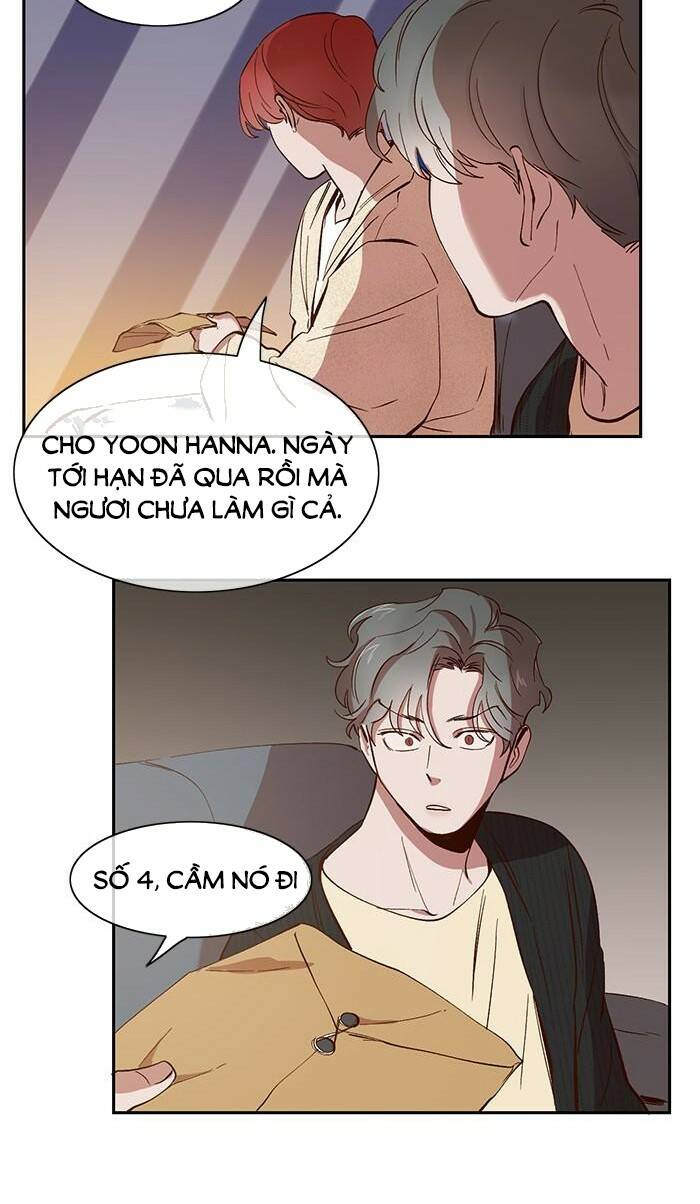 CHO YOON HANNA. NGÀY
TỚI HẠN ĐÃ QUA RỒI MÀ
NGƯƠI CHƯA LÀM GÌ CẢ.
SỐ 4, CẦM NÓ ĐI